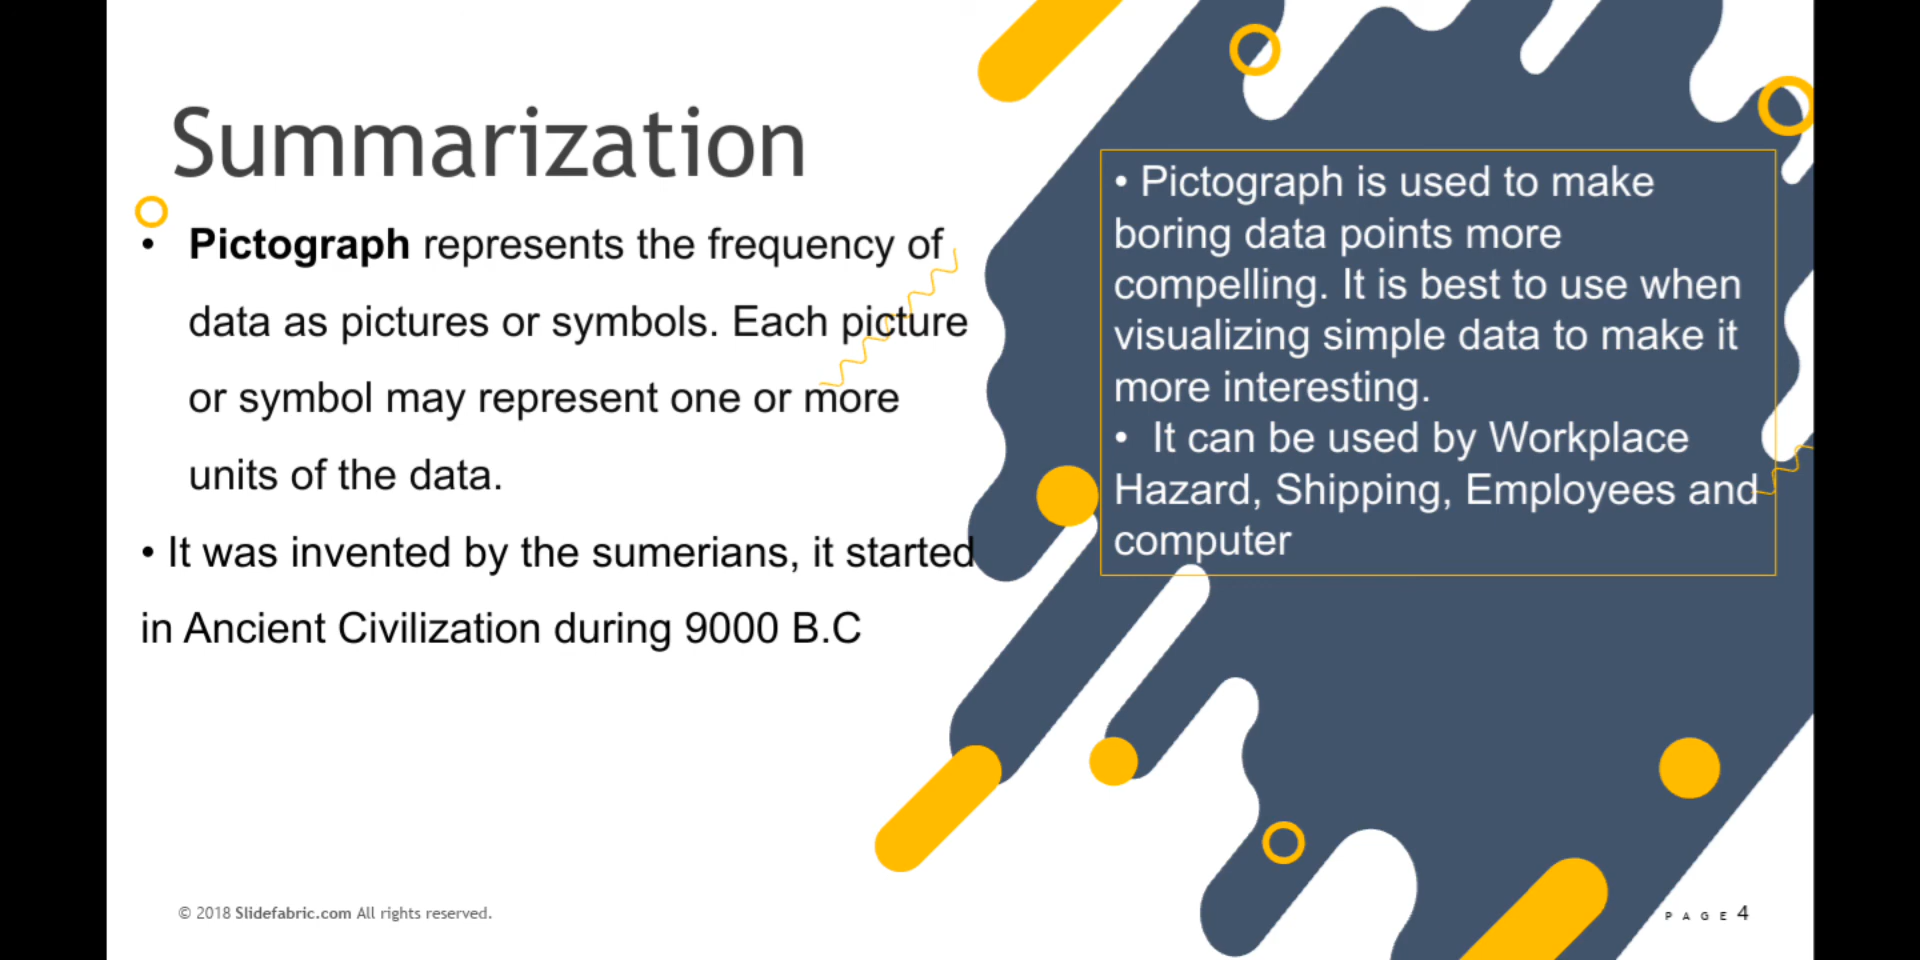 Summarization
• Pictograph represents the frequency of
data as pictures or symbols. Each picture
or symbol may represent one or more
units of the data.
• It was invented by the sumerians, it started
in Ancient Civilization during 9000 B.C
• Pictograph is used to make
boring data points more
compelling. It is best to use when
visualizing simple data to make it
more interesting.
• It can be used by Workplace
Hazard, Shipping, Employees and
computer
© 2018 Slidefabric.com All rights reserved.
PAGE 4